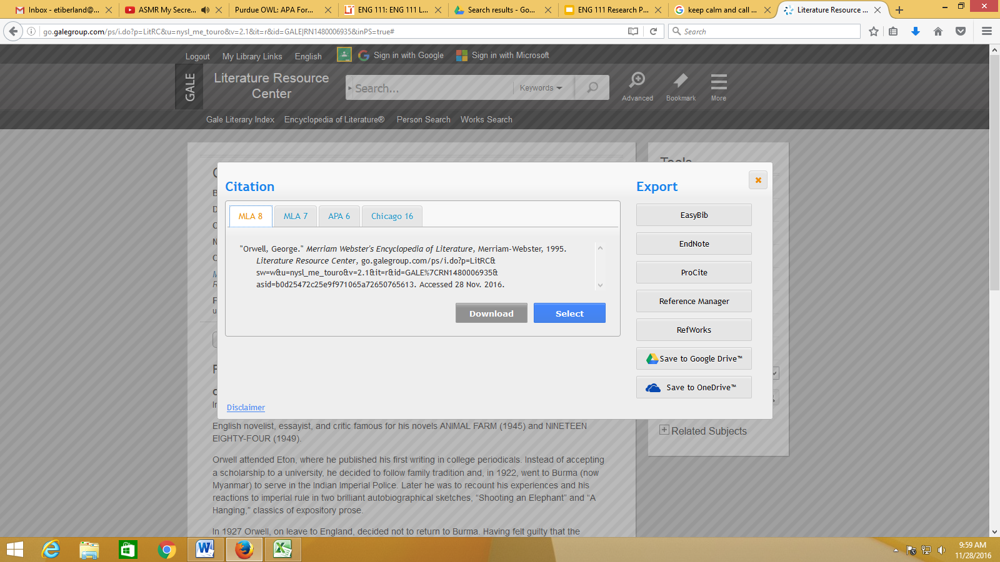 Inbox - etiberland@...
ASMR My Secre...
Purdue OWL: APA For...
ENG 111: ENG 111 L...
Search results - Go...
ENG 111 Research P...
keep calm and call ...
Literature Resource ...
go.galegroup.com/ps/i.do?p=LitRC&u=nysl_me_touro&v=2.1&it=r&id=GALE|RN1480006935&inPS=true#
Search
Logout
My Library Links
English
Sign in with Google
Sign in with Microsoft
GALE
Literature Resource
Center
Search...
Keywords
Advanced
Bookmark
More
Gale Literary Index
Encyclopedia of Literature®
Person Search
Works Search
Tools
Citation
MLA 8
MLA 7
APA 6
Chicago 16
"Orwell, George." Merriam Webster's Encyclopedia of Literature, Merriam-Webster, 1995.
Literature Resource Center, go.galegroup.com/ps/i.do?p=LitRC&
sw=w&u=nysl_me_touro&v=2.1&it=r&id=GALE%7CRN1480006935&
asid=b0d25472c25e9f971065a72650765613. Accessed 28 Nov. 2016.
Download
Select
Disclaimer
Export
EasyBib
EndNote
ProCite
Reference Manager
RefWorks
Save to Google Drive™
Save to OneDrive™
Related Subjects
English novelist, essayist, and critic famous for his novels ANIMAL FARM (1945) and NINETEEN
EIGHTY-FOUR (1949).
Orwell attended Eton, where he published his first writing in college periodicals. Instead of accepting
a scholarship to a university, he decided to follow family tradition and, in 1922, went to Burma (now
Myanmar) to serve in the Indian Imperial Police. Later he was to recount his experiences and his
reactions to imperial rule in two brilliant autobiographical sketches, “Shooting an Elephant” and “A
Hanging,” classics of expository prose.
In 1927 Orwell, on leave to England, decided not to return to Burma. Having felt guilty that the
9:59 AM
11/28/2016